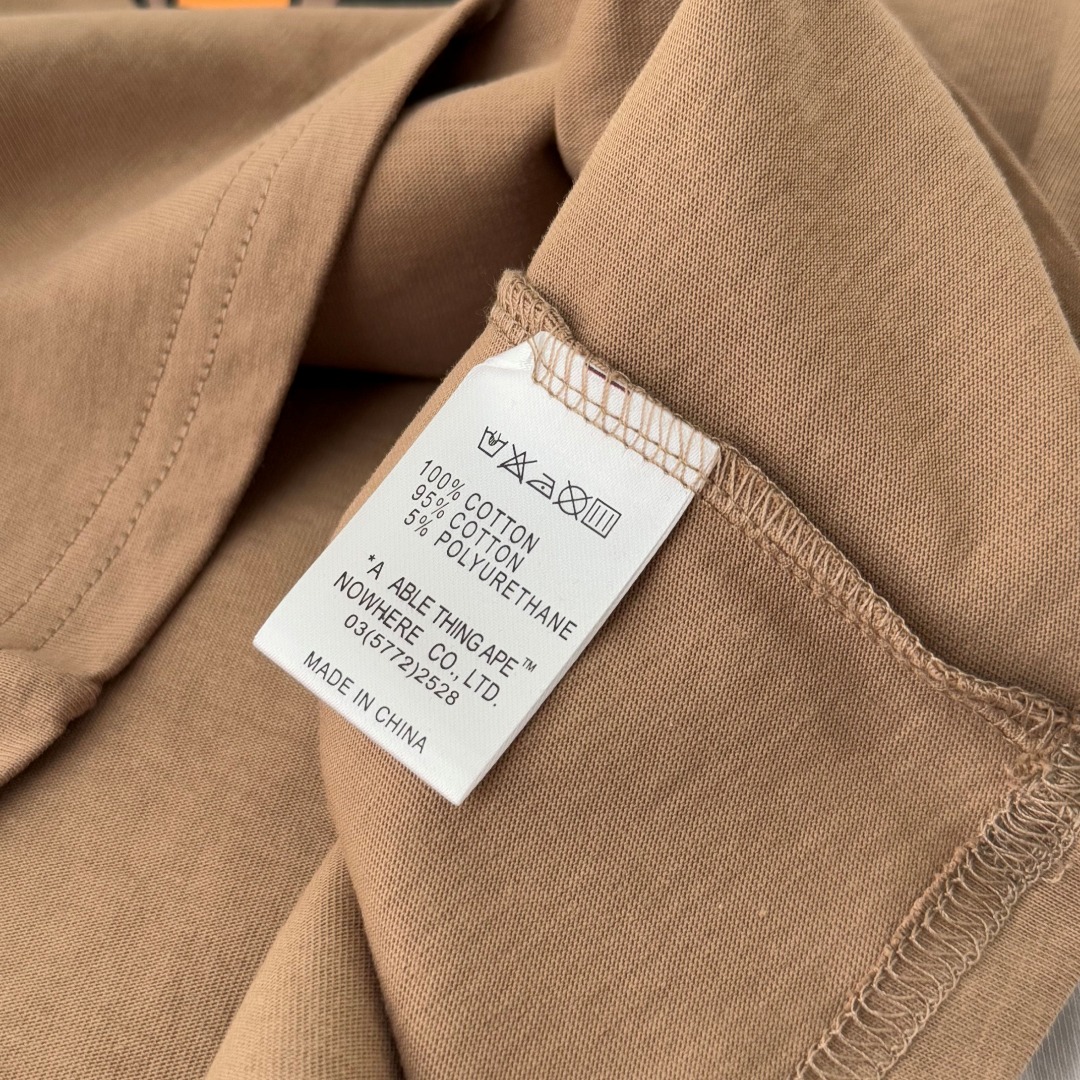 100% COTTON
95% COTTON
5% POLYURETHANE
*A ABLE THING APE™
NOWHERE CO., LTD.
03(5772)2528
MADE IN CHINA